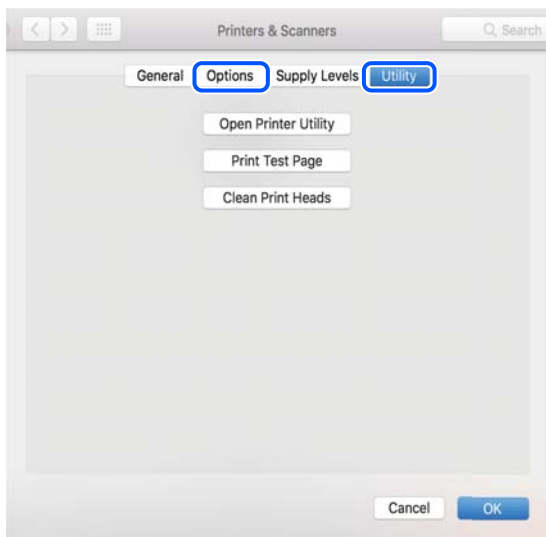 Printers & Scanners Search
General Options Supply Levels Utility
Open Printer Utility
Print Test Page
Clean Print Heads
Cancel OK